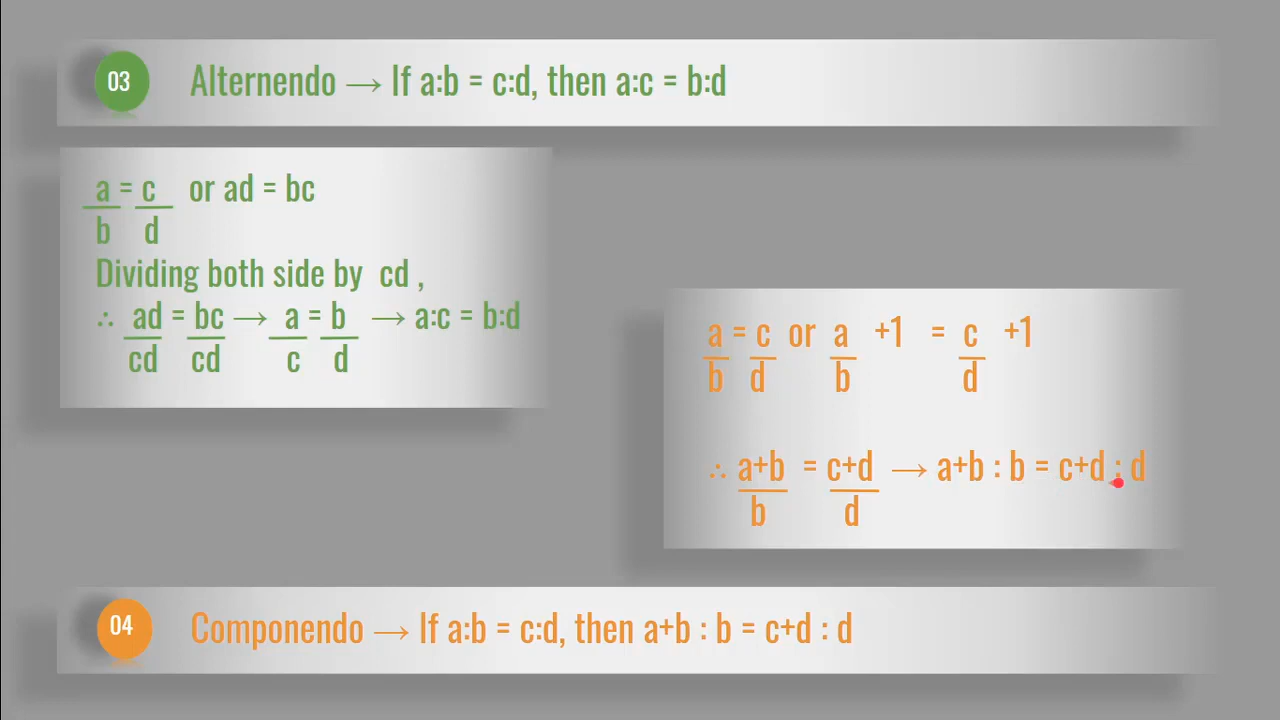 03
Alternendo → If a:b = c:d, then a:c = b:d
a = c or ad = bc
b d
Dividing both side by cd ,
∴ ad = bc → a = b → a:c = b:d
cd cd c d
a = c or a +1 = c +1
b d b d
∴ a+b = c+d → a+b : b = c+d : d
b d
04
Componendo → If a:b = c:d, then a+b : b = c+d : d